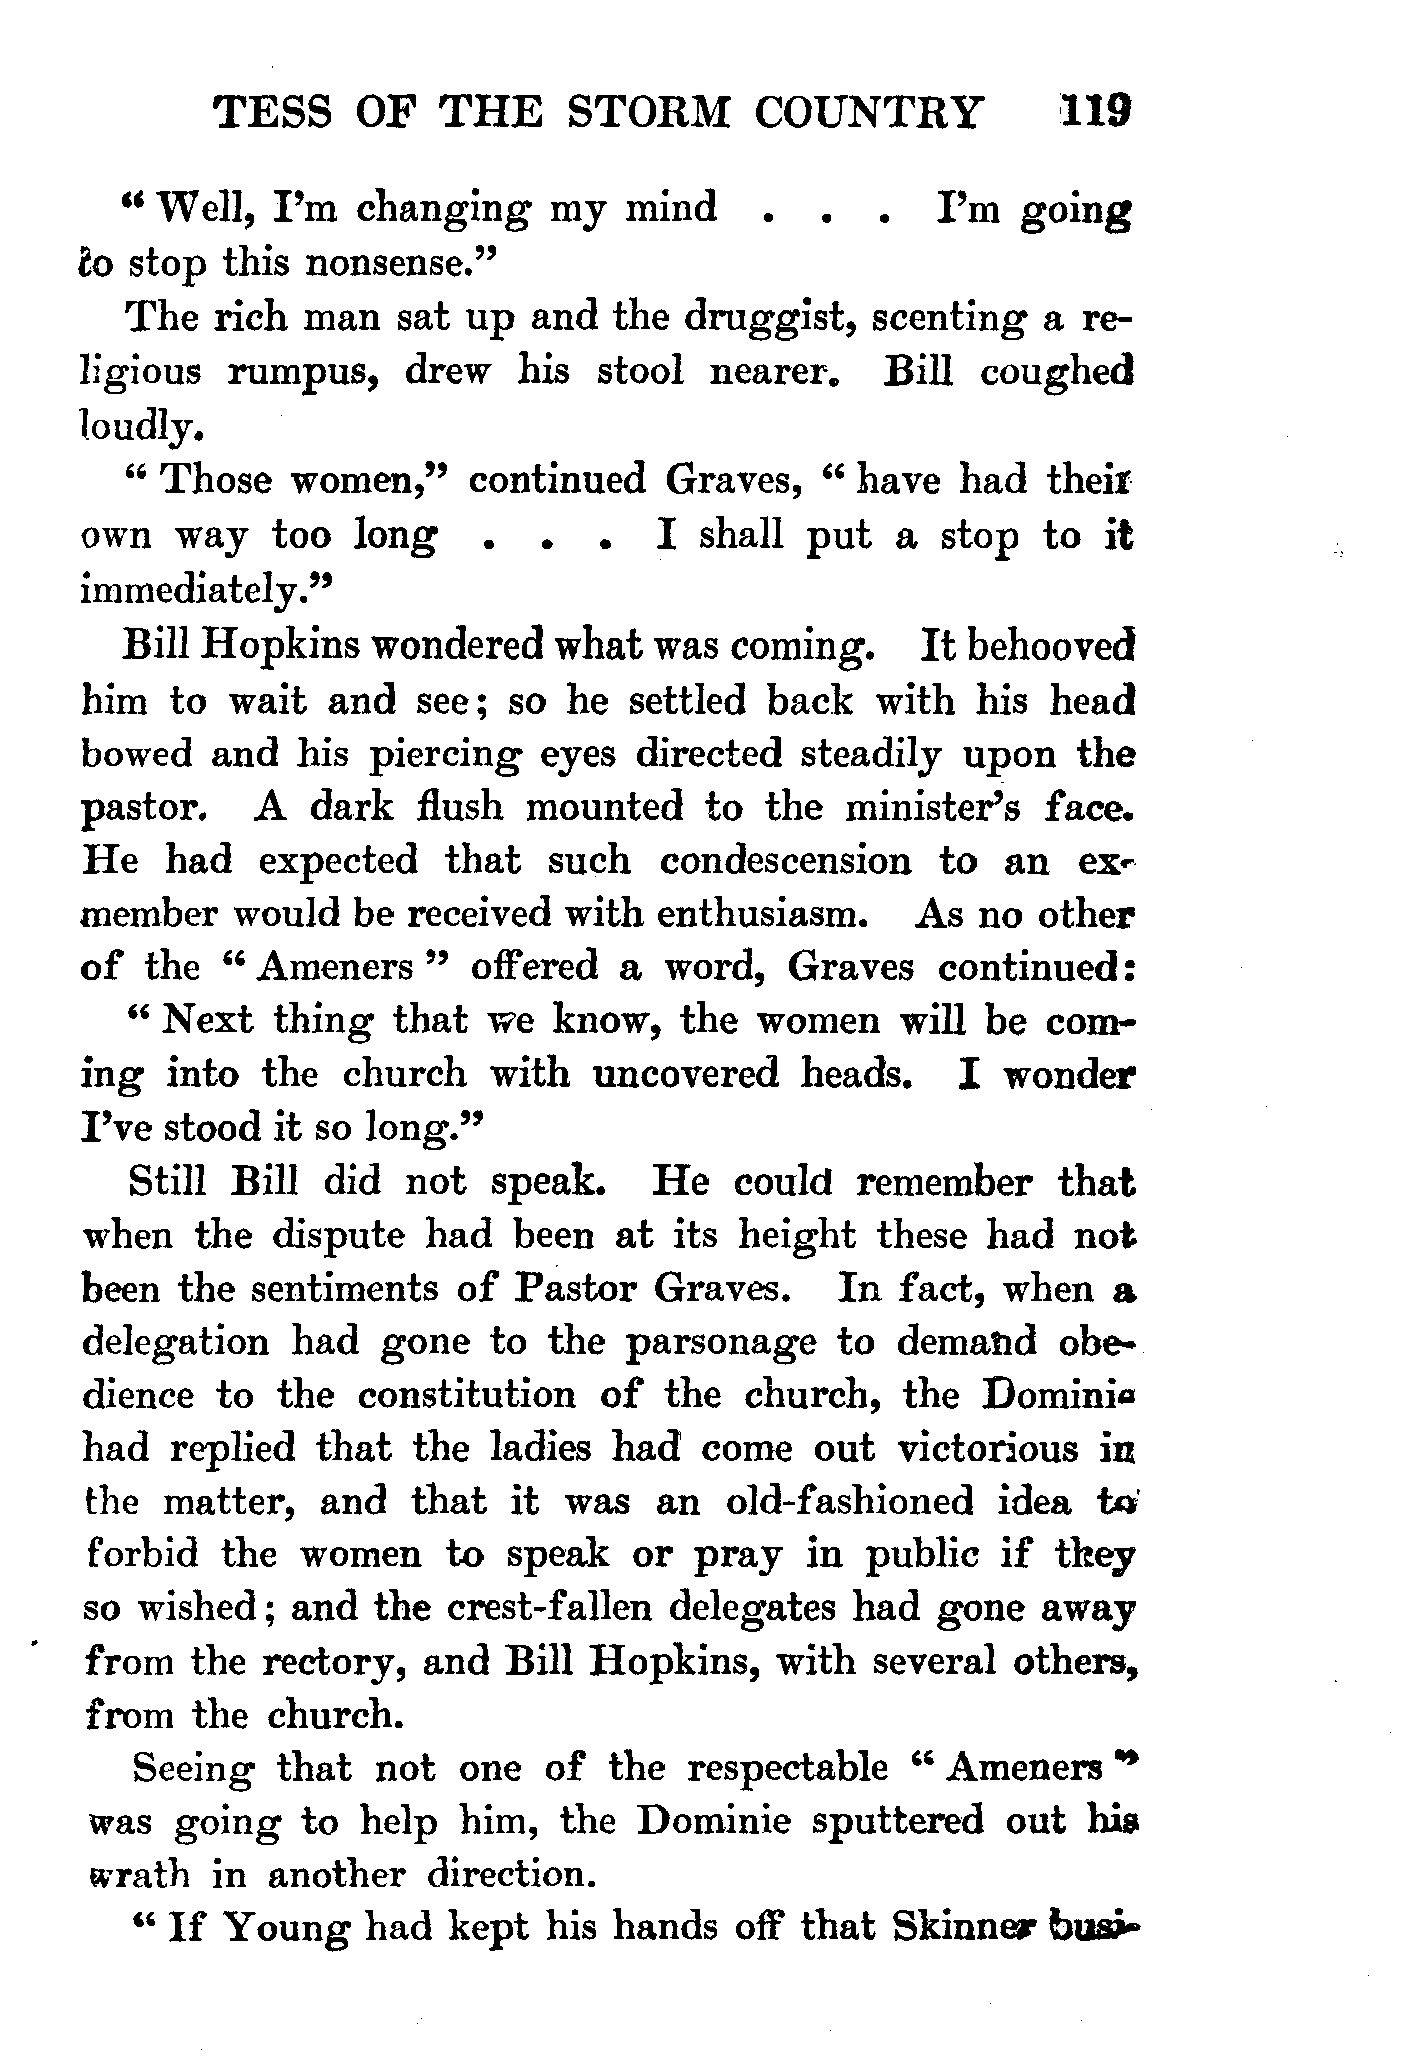 TESS OF THE STORM COUNTRY 119
“ Well, I’m changing my mind . . . I’m going
to stop this nonsense.”
The rich man sat up and the druggist, scenting a re-
ligious rumpus, drew his stool nearer. Bill coughed
loudly.
“ Those women,” continued Graves, “ have had their
own way too long . . . I shall put a stop to it
immediately.”
Bill Hopkins wondered what was coming. It behooved
him to wait and see; so he settled back with his head
bowed and his piercing eyes directed steadily upon the
pastor. A dark flush mounted to the minister’s face.
He had expected that such condescension to an ex-
member would be received with enthusiasm. As no other
of the “ Ameners ” offered a word, Graves continued:
“ Next thing that we know, the women will be com-
ing into the church with uncovered heads. I wonder
I’ve stood it so long.”
Still Bill did not speak. He could remember that
when the dispute had been at its height these had not
been the sentiments of Pastor Graves. In fact, when a
delegation had gone to the parsonage to demand obe-
dience to the constitution of the church, the Dominie
had replied that the ladies had come out victorious in
the matter, and that it was an old-fashioned idea to
forbid the women to speak or pray in public if they
so wished; and the crest-fallen delegates had gone away
from the rectory, and Bill Hopkins, with several others,
from the church.
Seeing that not one of the respectable “ Ameners ”
was going to help him, the Dominie sputtered out his
wrath in another direction.
“ If Young had kept his hands off that Skinner busi-